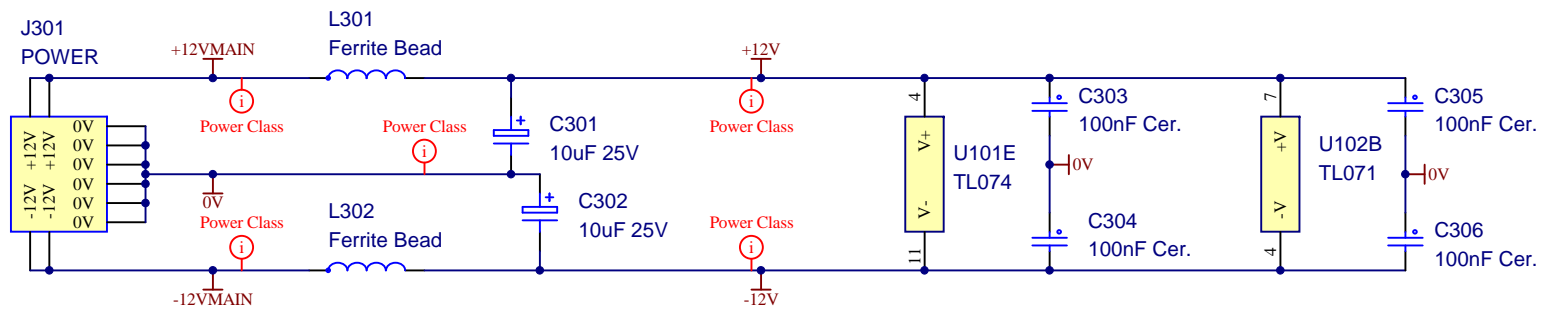 J301
POWER
+12V
+12V
-12V
-12V
0V
0V
0V
0V
0V
0V
+12VMAIN
i
Power Class
0V
Power Class
i
-12VMAIN
L301
Ferrite Bead
Power Class
i
L302
Ferrite Bead
+
C301
10uF 25V
+
C302
10uF 25V
+12V
i
Power Class
Power Class
i
-12V
4
V+
V-
11
U101E
TL074
C303
100nF Cer.
0V
C304
100nF Cer.
7
+V
-V
4
U102B
TL071
C305
100nF Cer.
0V
C306
100nF Cer.